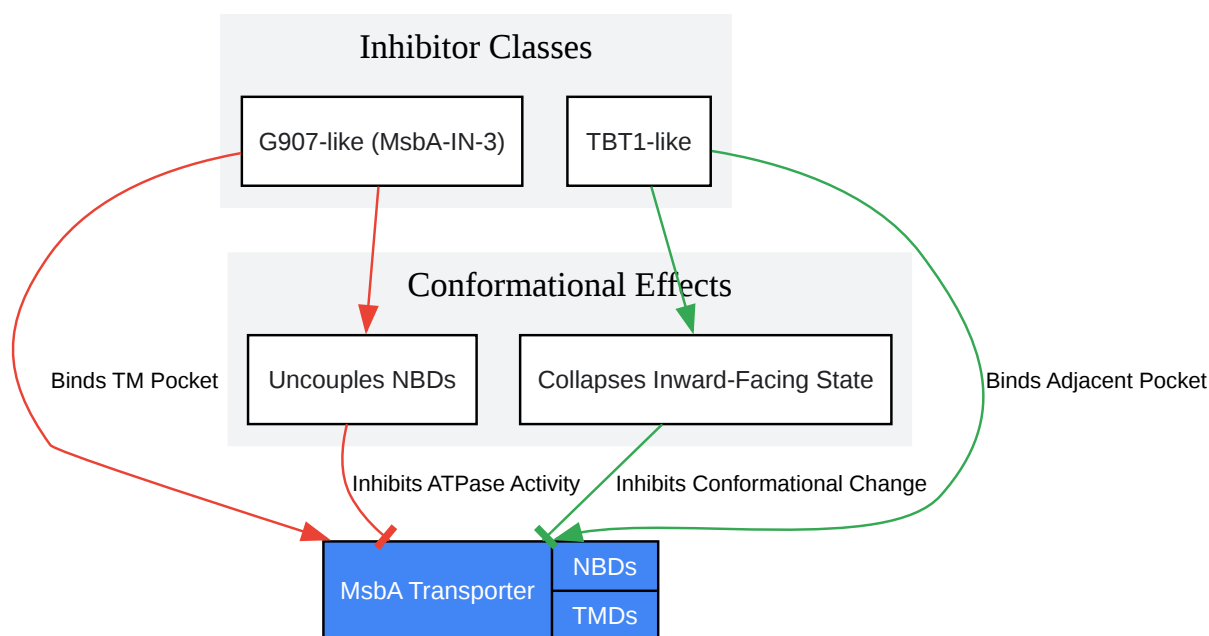 Inhibitor Classes
G907-like (MsbA-IN-3)
TBT1-like
Conformational Effects
Uncouples NBDs
Collapses Inward-Facing State
Binds TM Pocket
Binds Adjacent Pocket
Inhibits ATPase Activity
Inhibits Conformational Change
MsbA Transporter
NBDs
TMDs